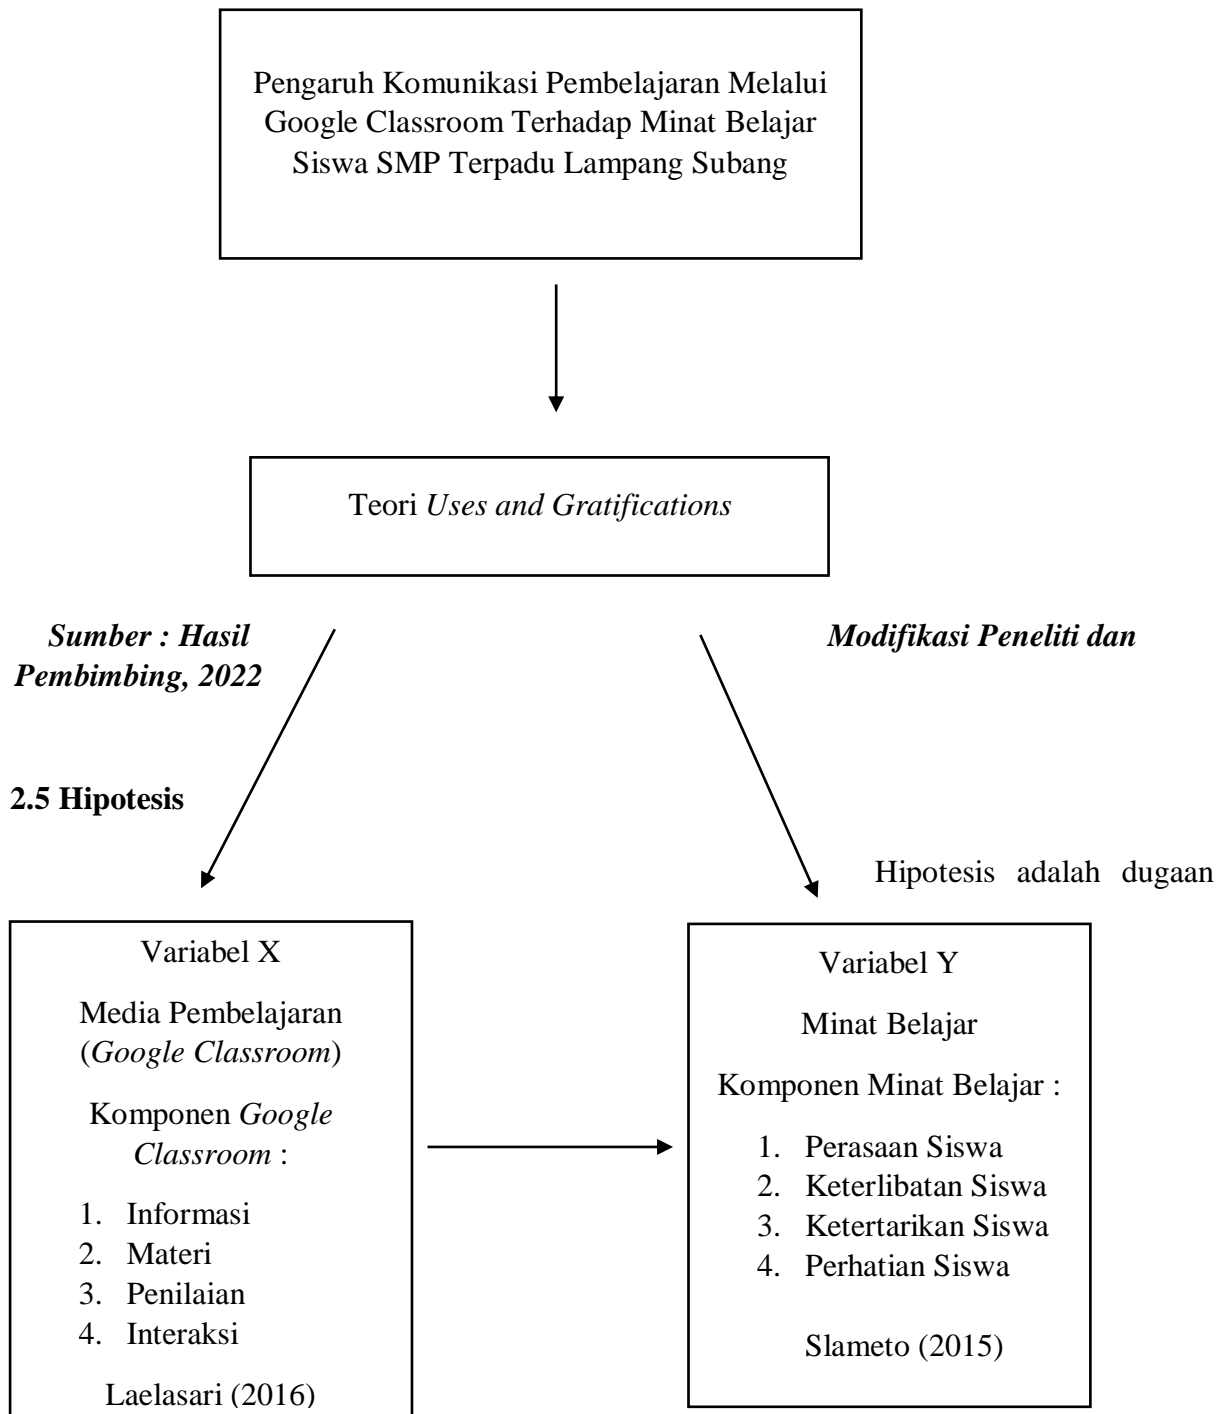 Pengaruh Komunikasi Pembelajaran Melalui
Google Classroom Terhadap Minat Belajar
Siswa SMP Terpadu Lampang Subang
Teori Uses and Gratifications
Sumber : Hasil Modifikasi Peneliti dan
Pembimbing, 2022
2.5 Hipotesis
Hipotesis adalah dugaan
Variabel X
Media Pembelajaran
(Google Classroom)
Komponen Google
Classroom :
1. Informasi
2. Materi
3. Penilaian
4. Interaksi
Laelasari (2016)
Variabel Y
Minat Belajar
Komponen Minat Belajar :
1. Perasaan Siswa
2. Keterlibatan Siswa
3. Ketertarikan Siswa
4. Perhatian Siswa
Slameto (2015)